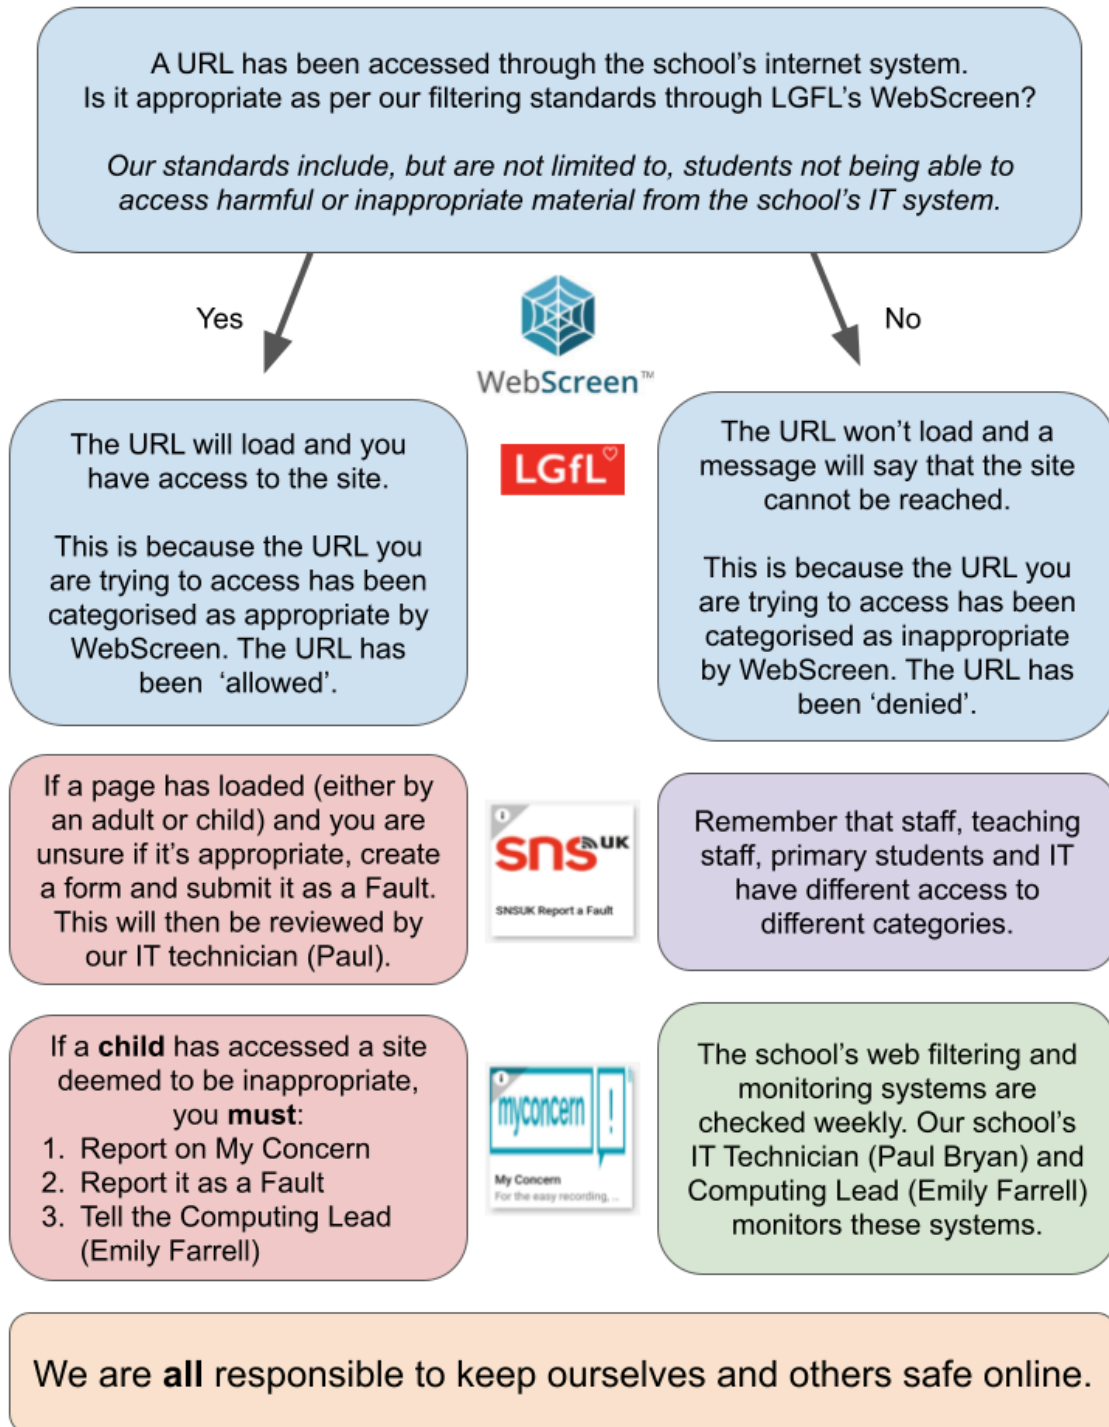 A URL has been accessed through the school's internet system.
Is it appropriate as per our filtering standards through LGFL's WebScreen?
Our standards include, but are not limited to, students not being able to
access harmful or inappropriate material from the school's IT system.
Yes
No
WebScreen™
LGfL
The URL will load and you
have access to the site.
This is because the URL you
are trying to access has been
categorised as appropriate by
WebScreen. The URL has
been 'allowed'.
The URL won't load and a
message will say that the site
cannot be reached.
This is because the URL you
are trying to access has been
categorised as inappropriate
by WebScreen. The URL has
been 'denied'.
If a page has loaded (either by
an adult or child) and you are
unsure if it's appropriate, create
a form and submit it as a Fault.
This will then be reviewed by
our IT technician (Paul).
i
sns UK
SNSUK Report a Fault
Remember that staff, teaching
staff, primary students and IT
have different access to
different categories.
If a child has accessed a site
deemed to be inappropriate,
you must:
1. Report on My Concern
2. Report it as a Fault
3. Tell the Computing Lead
(Emily Farrell)
i
myconcern !
My Concern
For the easy recording, ...
The school's web filtering and
monitoring systems are
checked weekly. Our school's
IT Technician (Paul Bryan) and
Computing Lead (Emily Farrell)
monitors these systems.
We are all responsible to keep ourselves and others safe online.